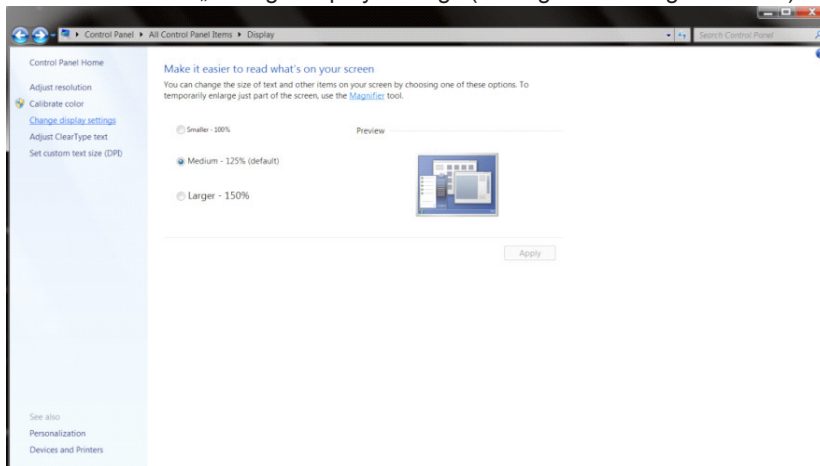 Control Panel ▸ All Control Panel Items ▸ Display
Search Control Panel
Control Panel Home
Adjust resolution
Calibrate color
Change display settings
Adjust ClearType text
Set custom text size (DPI)
Make it easier to read what's on your screen
You can change the size of text and other items on your screen by choosing one of these options. To
temporarily enlarge just part of the screen, use the Magnifier tool.
Smaller - 100%
Preview
Medium - 125% (default)
Larger - 150%
Apply
See also
Personalization
Devices and Printers